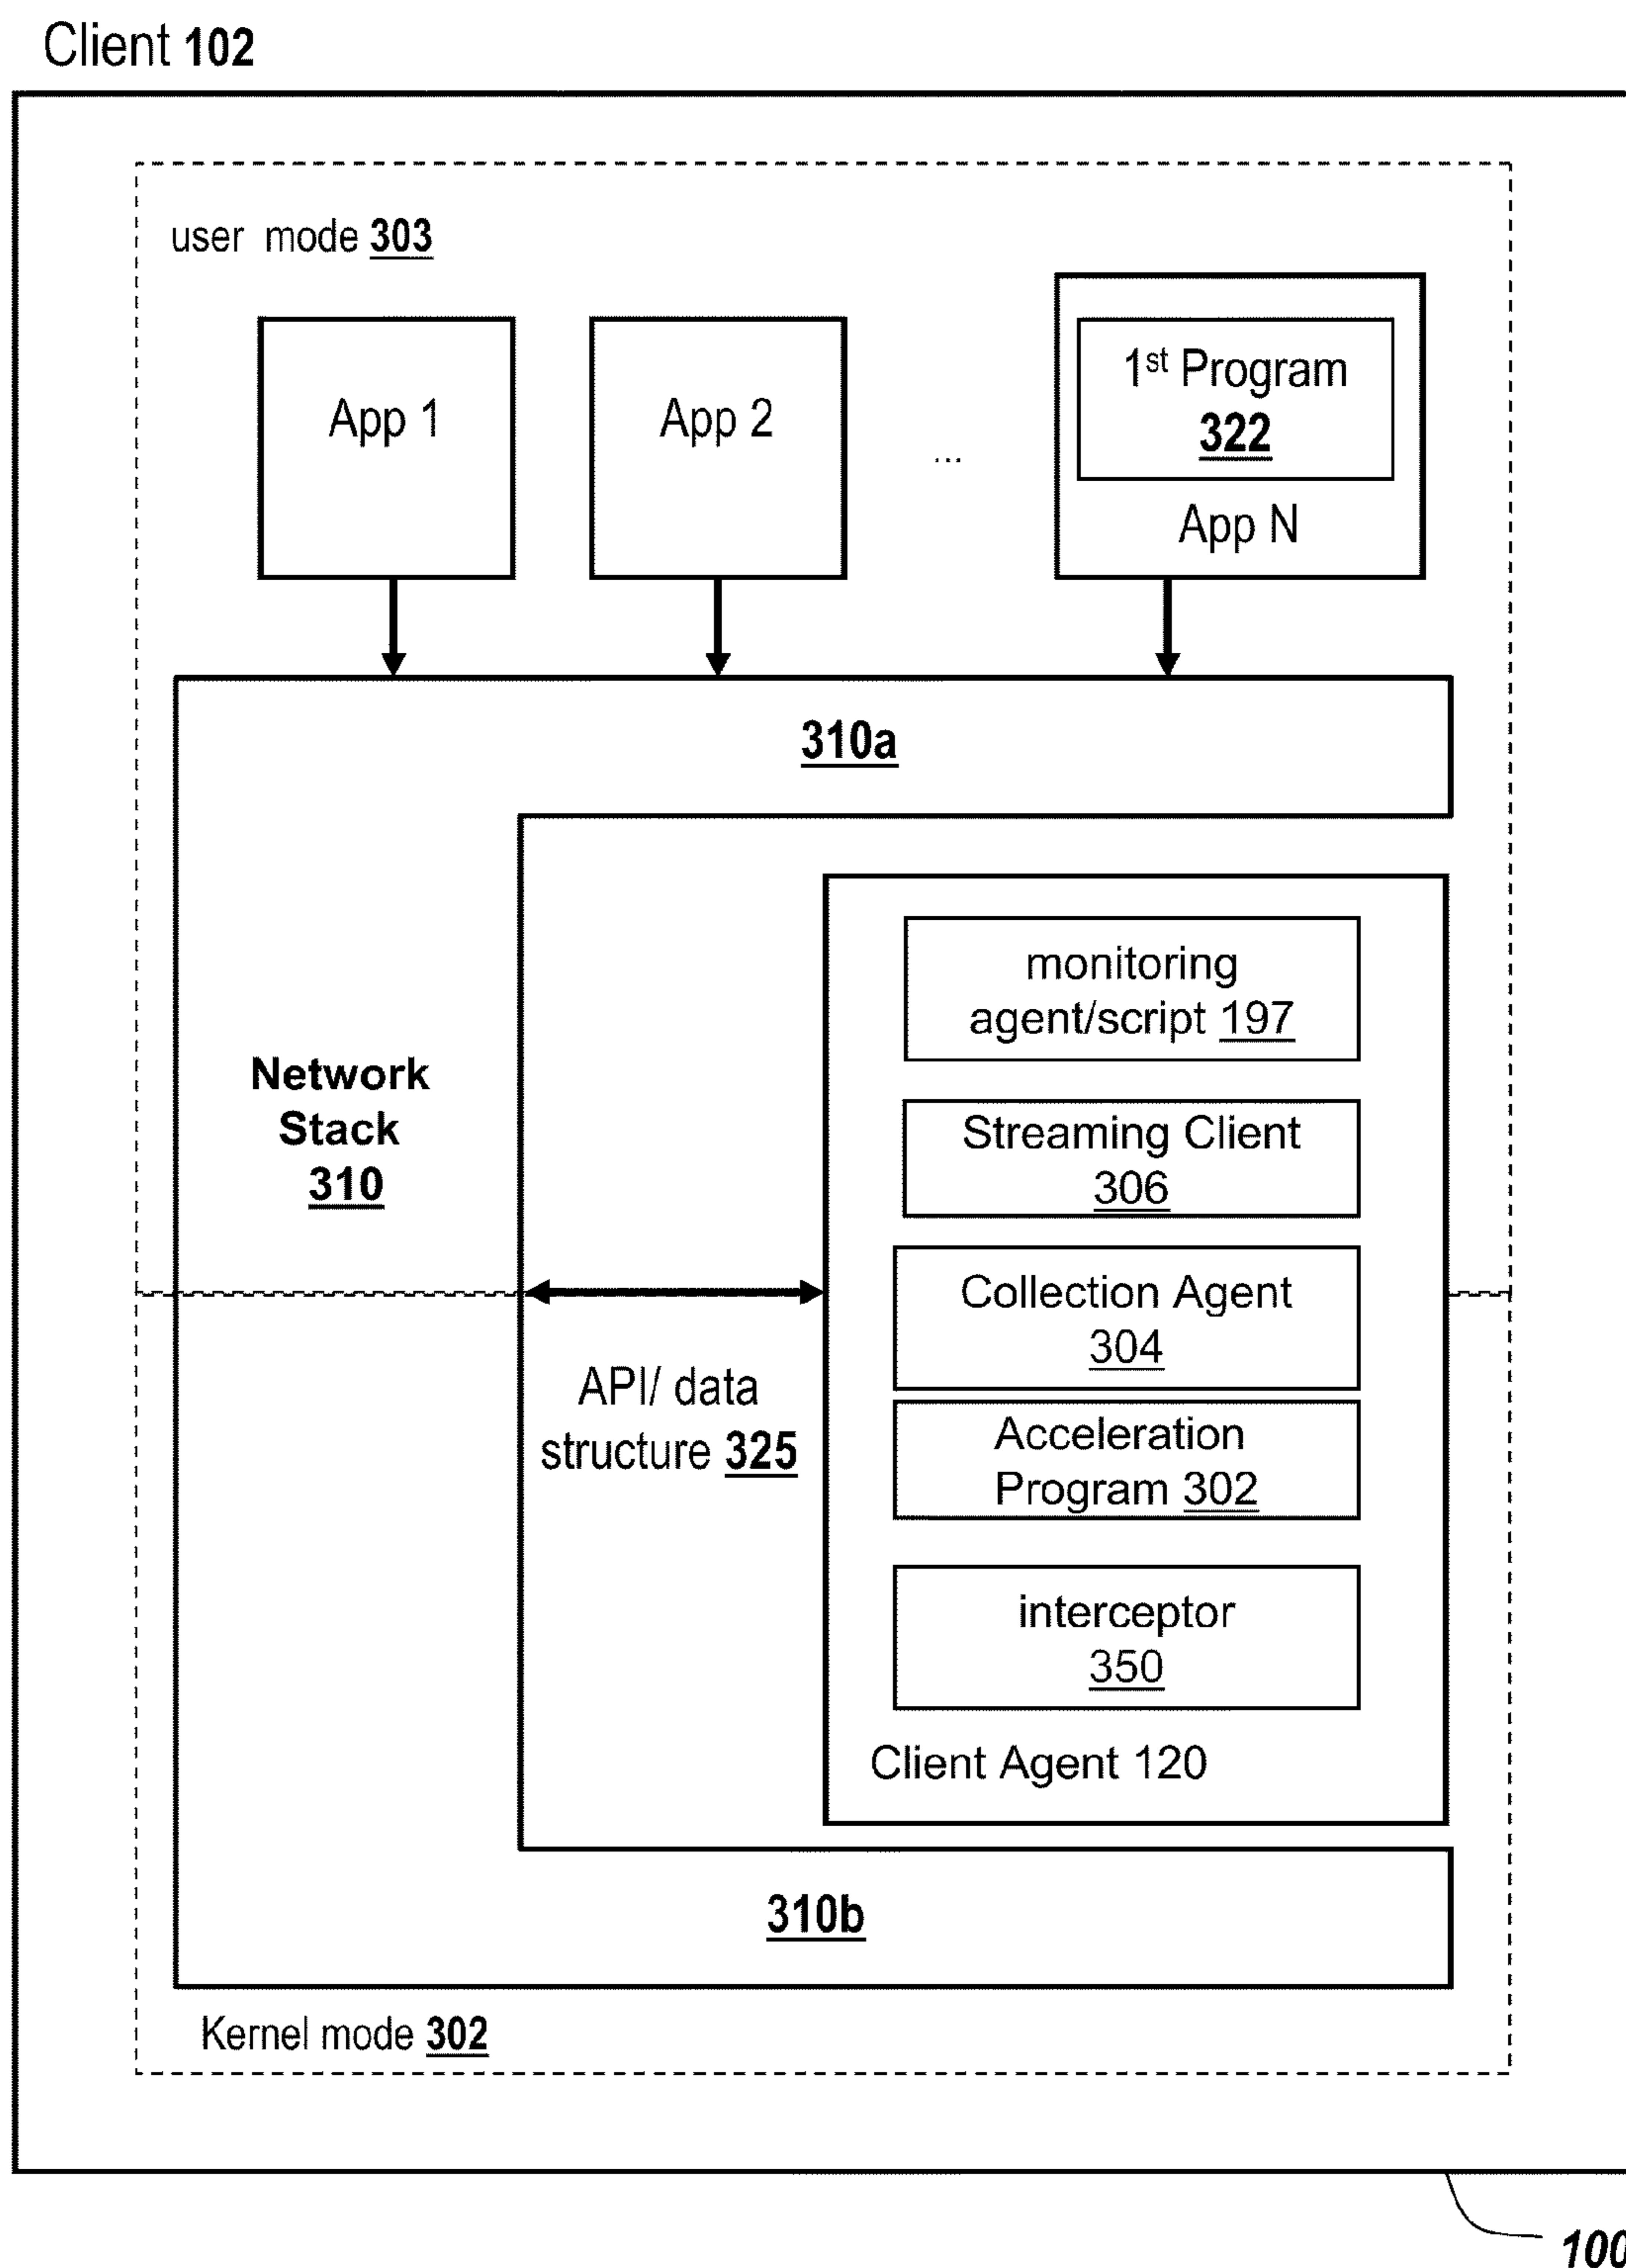 Client 102
user mode 303
App 1
App 2
...
1st Program
322
App N
310a
Network
Stack
310
monitoring
agent/script 197
Streaming Client
306
Collection Agent
304
API/ data
structure 325
Acceleration
Program 302
interceptor
350
Client Agent 120
310b
Kernel mode 302
100